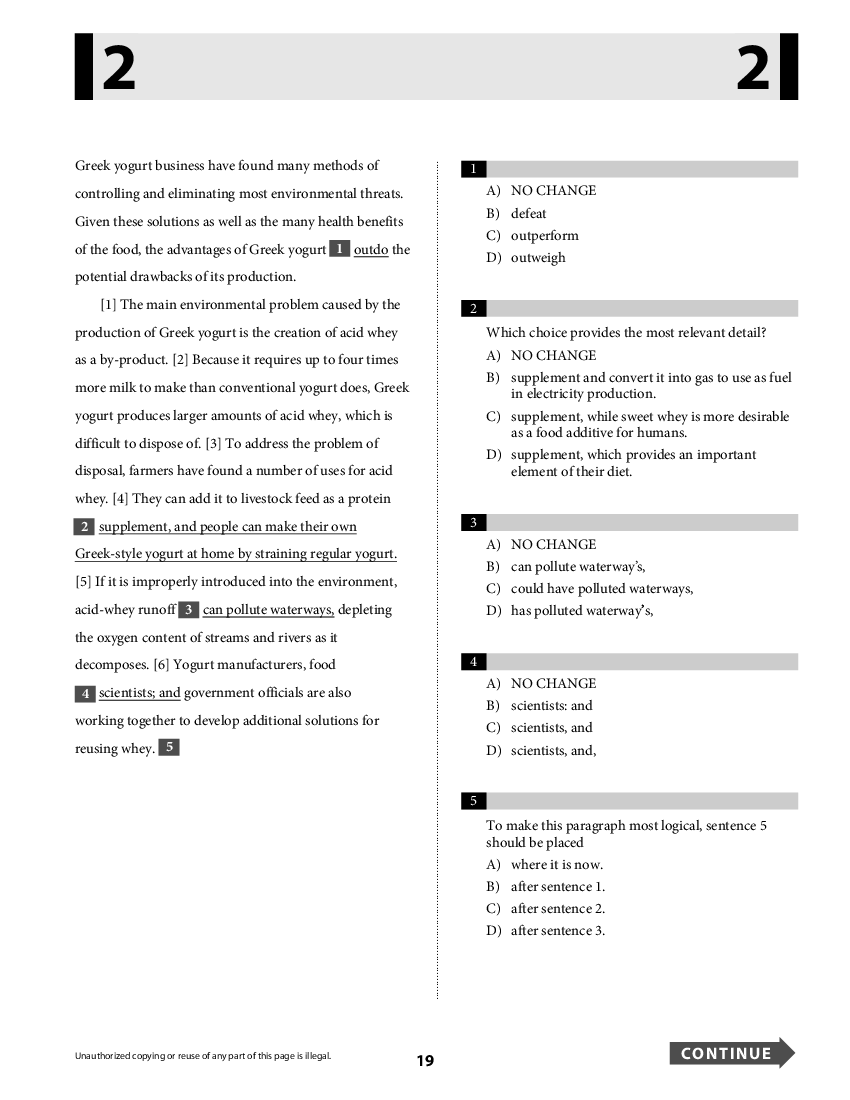 2
2
Greek yogurt business have found many methods of
controlling and eliminating most environmental threats.
Given these solutions as well as the many health benefits
of the food, the advantages of Greek yogurt 1 outdo the
potential drawbacks of its production.
[1] The main environmental problem caused by the
production of Greek yogurt is the creation of acid whey
as a by-product. [2] Because it requires up to four times
more milk to make than conventional yogurt does, Greek
yogurt produces larger amounts of acid whey, which is
difficult to dispose of. [3] To address the problem of
disposal, farmers have found a number of uses for acid
whey. [4] They can add it to livestock feed as a protein
2 supplement, and people can make their own
Greek-style yogurt at home by straining regular yogurt.
[5] If it is improperly introduced into the environment,
acid-whey runoff 3 can pollute waterways, depleting
the oxygen content of streams and rivers as it
decomposes. [6] Yogurt manufacturers, food
4 scientists; and government officials are also
working together to develop additional solutions for
reusing whey. 5
1
A) NO CHANGE
B) defeat
C) outperform
D) outweigh
2
Which choice provides the most relevant detail?
A) NO CHANGE
B) supplement and convert it into gas to use as fuel
in electricity production.
C) supplement, while sweet whey is more desirable
as a food additive for humans.
D) supplement, which provides an important
element of their diet.
3
A) NO CHANGE
B) can pollute waterway's,
C) could have polluted waterways,
D) has polluted waterway's,
4
A) NO CHANGE
B) scientists: and
C) scientists, and
D) scientists, and,
5
To make this paragraph most logical, sentence 5
should be placed
A) where it is now.
B) after sentence 1.
C) after sentence 2.
D) after sentence 3.
Unauthorized copying or reuse of any part of this page is illegal.
19
CONTINUE